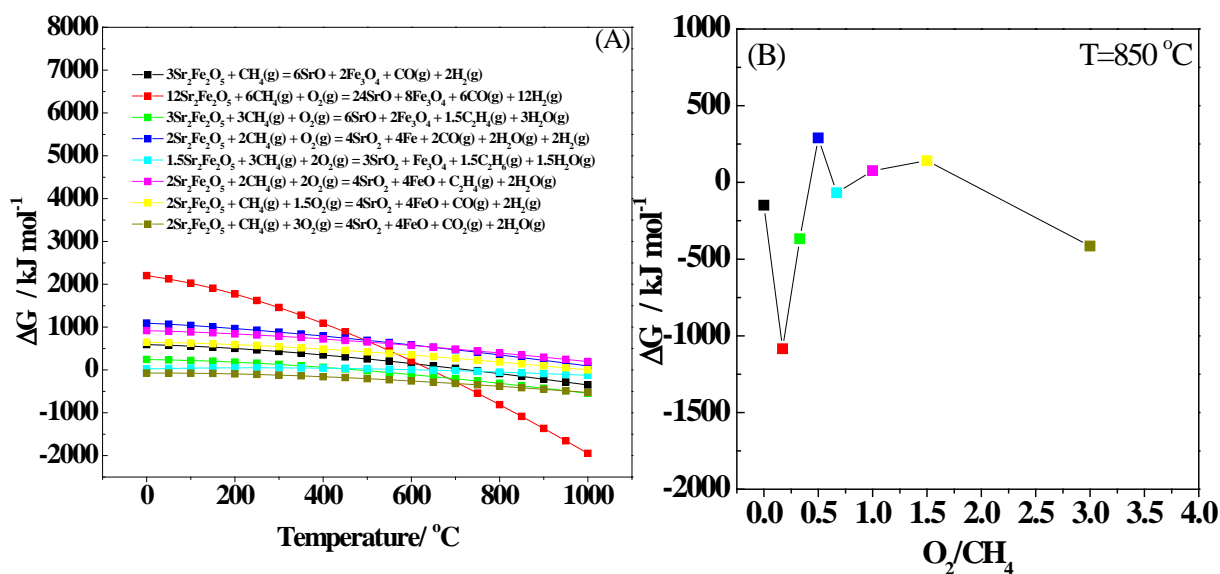 (A)
3Sr₂Fe₂O₅ + CH₄(g) = 6SrO + 2Fe₃O₄ + CO(g) + 2H₂(g)
12Sr₂Fe₂O₅ + 6CH₄(g) + O₂(g) = 24SrO + 8Fe₃O₄ + 6CO(g) + 12H₂(g)
3Sr₂Fe₂O₅ + 3CH₄(g) + O₂(g) = 6SrO + 2Fe₃O₄ + 1.5C₂H₄(g) + 3H₂O(g)
2Sr₂Fe₂O₅ + 2CH₄(g) + O₂(g) = 4SrO₂ + 4Fe + 2CO(g) + 2H₂O(g) + 2H₂(g)
1.5Sr₂Fe₂O₅ + 3CH₄(g) + 2O₂(g) = 3SrO₂ + Fe₃O₄ + 1.5C₂H₆(g) + 1.5H₂O(g)
2Sr₂Fe₂O₅ + 2CH₄(g) + 2O₂(g) = 4SrO₂ + 4FeO + C₂H₄(g) + 2H₂O(g)
2Sr₂Fe₂O₅ + CH₄(g) + 1.5O₂(g) = 4SrO₂ + 4FeO + CO(g) + 2H₂(g)
2Sr₂Fe₂O₅ + CH₄(g) + 3O₂(g) = 4SrO₂ + 4FeO + CO₂(g) + 2H₂O(g)
8000
7000
6000
5000
4000
3000
2000
1000
0
-1000
-2000
ΔG / kJ mol⁻¹
0 200 400 600 800 1000
Temperature/ °C
(B)
T=850 °C
1000
500
0
-500
-1000
-1500
-2000
ΔG / kJ mol⁻¹
0.0 0.5 1.0 1.5 2.0 2.5 3.0 3.5 4.0
O₂/CH₄